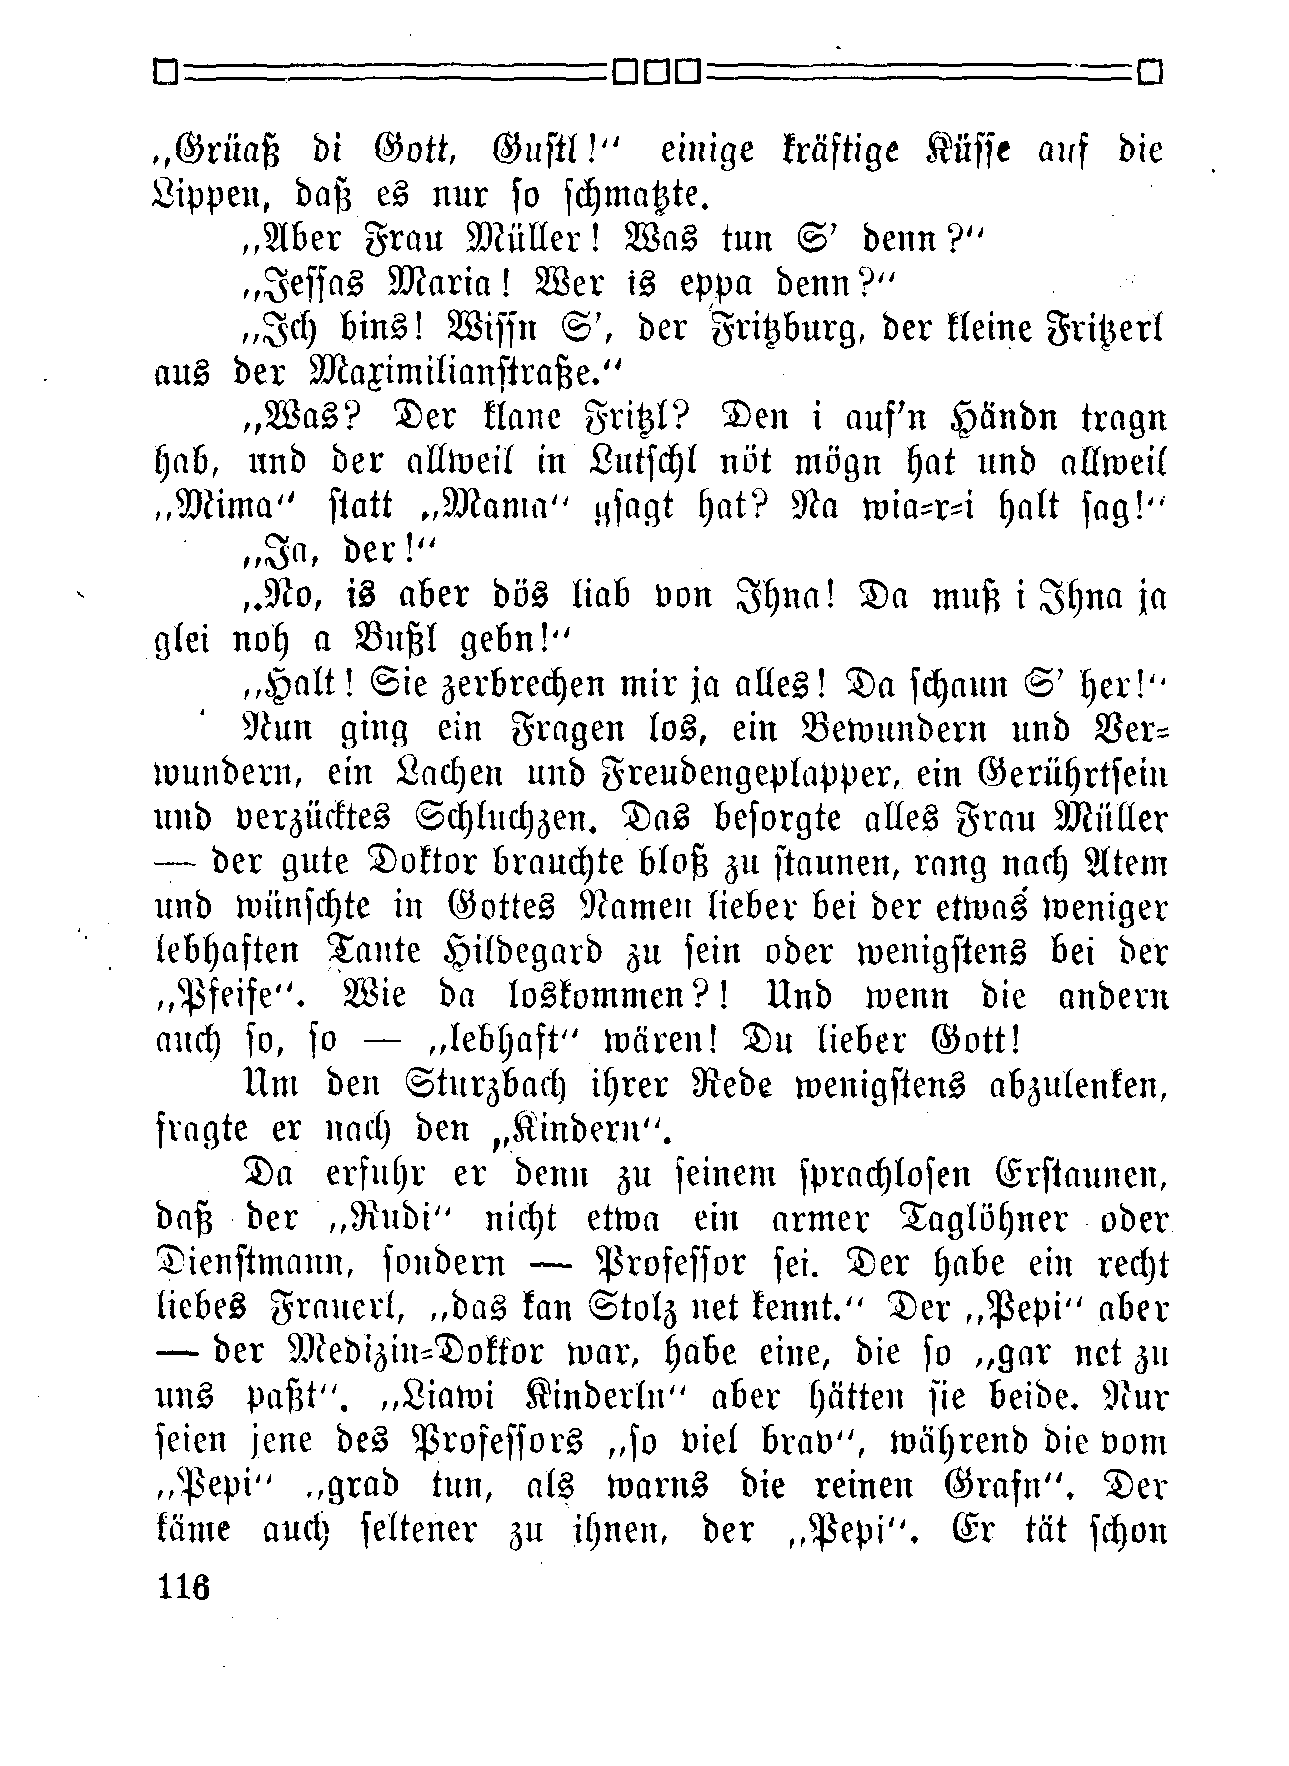 „Grüaß di Gott, Gustl!“ einige kräftige Küsse auf die
Lippen, daß es nur so schmatzte.
„Aber Frau Müller! Was tun S’ denn?“
„Jessas Maria! Wer is eppa denn?“
„Ich bins! Wissn S’, der Fritzburg, der kleine Fritzerl
aus der Maximilianstraße.“
„Was? Der klane Fritzl? Den i auf’n Händn tragn
hab, und der allweil in Lutschl nöt mögn hat und allweil
„Mima“ statt „Mama“ gsagt hat? Na wia-r-i halt sag!“
„Ja, der!“
„No, is aber dös liab von Ihna! Da muß i Ihna ja
glei noh a Bußl gebn!“
„Halt! Sie zerbrechen mir ja alles! Da schaun S’ her!“
Nun ging ein Fragen los, ein Bewundern und Ver-
wundern, ein Lachen und Freudengeplapper, ein Gerührtsein
und verzücktes Schluchzen. Das besorgte alles Frau Müller
— der gute Doktor brauchte bloß zu staunen, rang nach Atem
und wünschte in Gottes Namen lieber bei der etwas weniger
lebhaften Tante Hildegard zu sein oder wenigstens bei der
„Pfeife“. Wie da loskommen?! Und wenn die andern
auch so, so — „lebhaft“ wären! Du lieber Gott!
Um den Sturzbach ihrer Rede wenigstens abzulenken,
fragte er nach den „Kindern“.
Da erfuhr er denn zu seinem sprachlosen Erstaunen,
daß der „Rudi“ nicht etwa ein armer Taglöhner oder
Dienstmann, sondern — Professor sei. Der habe ein recht
liebes Frauerl, „das kan Stolz net kennt.“ Der „Pepi“ aber
— der Medizin-Doktor war, habe eine, die so „gar net zu
uns paßt“. „Liawi Kinderln“ aber hätten sie beide. Nur
seien jene des Professors „so viel brav“, während die vom
„Pepi“ „grad tun, als warns die reinen Grafn“. Der
käme auch seltener zu ihnen, der „Pepi“. Er tät schon
116